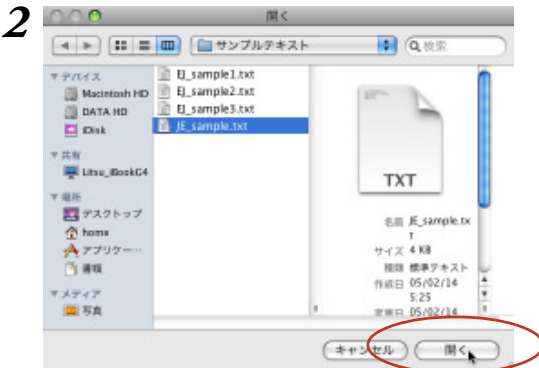 2
開く
サンプルテキスト
検索
デバイス
Macintosh HD
DATA HD
iDisk
共有
Litsu_iBookG4
場所
デスクトップ
home
アプリケー…
書類
メディア
写真
EJ_sample1.txt
EJ_sample2.txt
EJ_sample3.txt
JE_sample.txt
TXT
名前 JE_sample.tx
t
サイズ 4 KB
種類 標準テキスト
作成日 05/02/14
5:25
変更日 05/02/14
キャンセル
開く